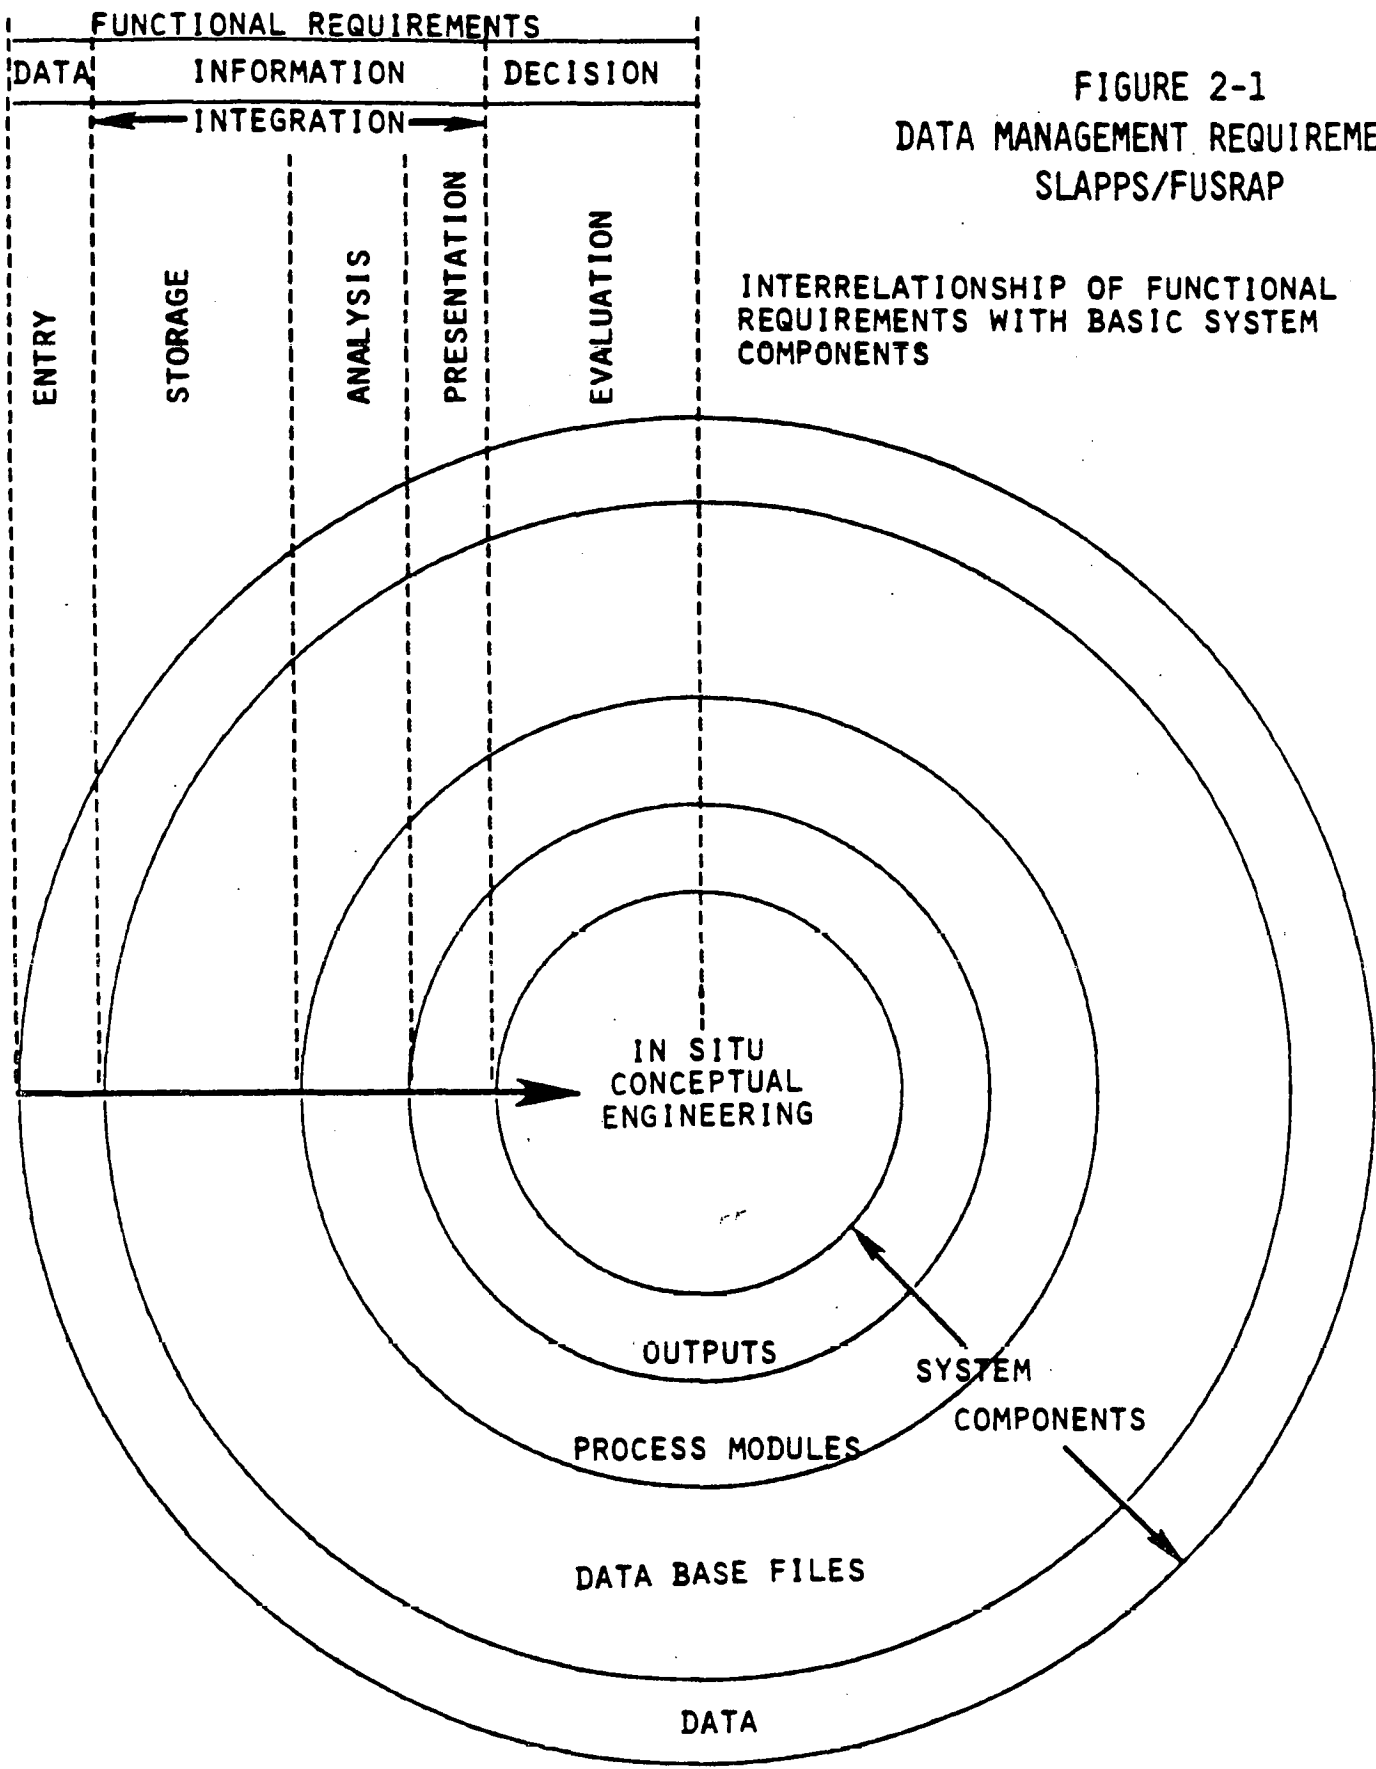 FUNCTIONAL REQUIREMENTS
DATA INFORMATION DECISION
INTEGRATION
ENTRY
STORAGE
ANALYSIS
PRESENTATION
EVALUATION
FIGURE 2-1
DATA MANAGEMENT REQUIREME
SLAPPS/FUSRAP
INTERRELATIONSHIP OF FUNCTIONAL
REQUIREMENTS WITH BASIC SYSTEM
COMPONENTS
IN SITU
CONCEPTUAL
ENGINEERING
OUTPUTS
SYSTEM
COMPONENTS
PROCESS MODULES
DATA BASE FILES
DATA